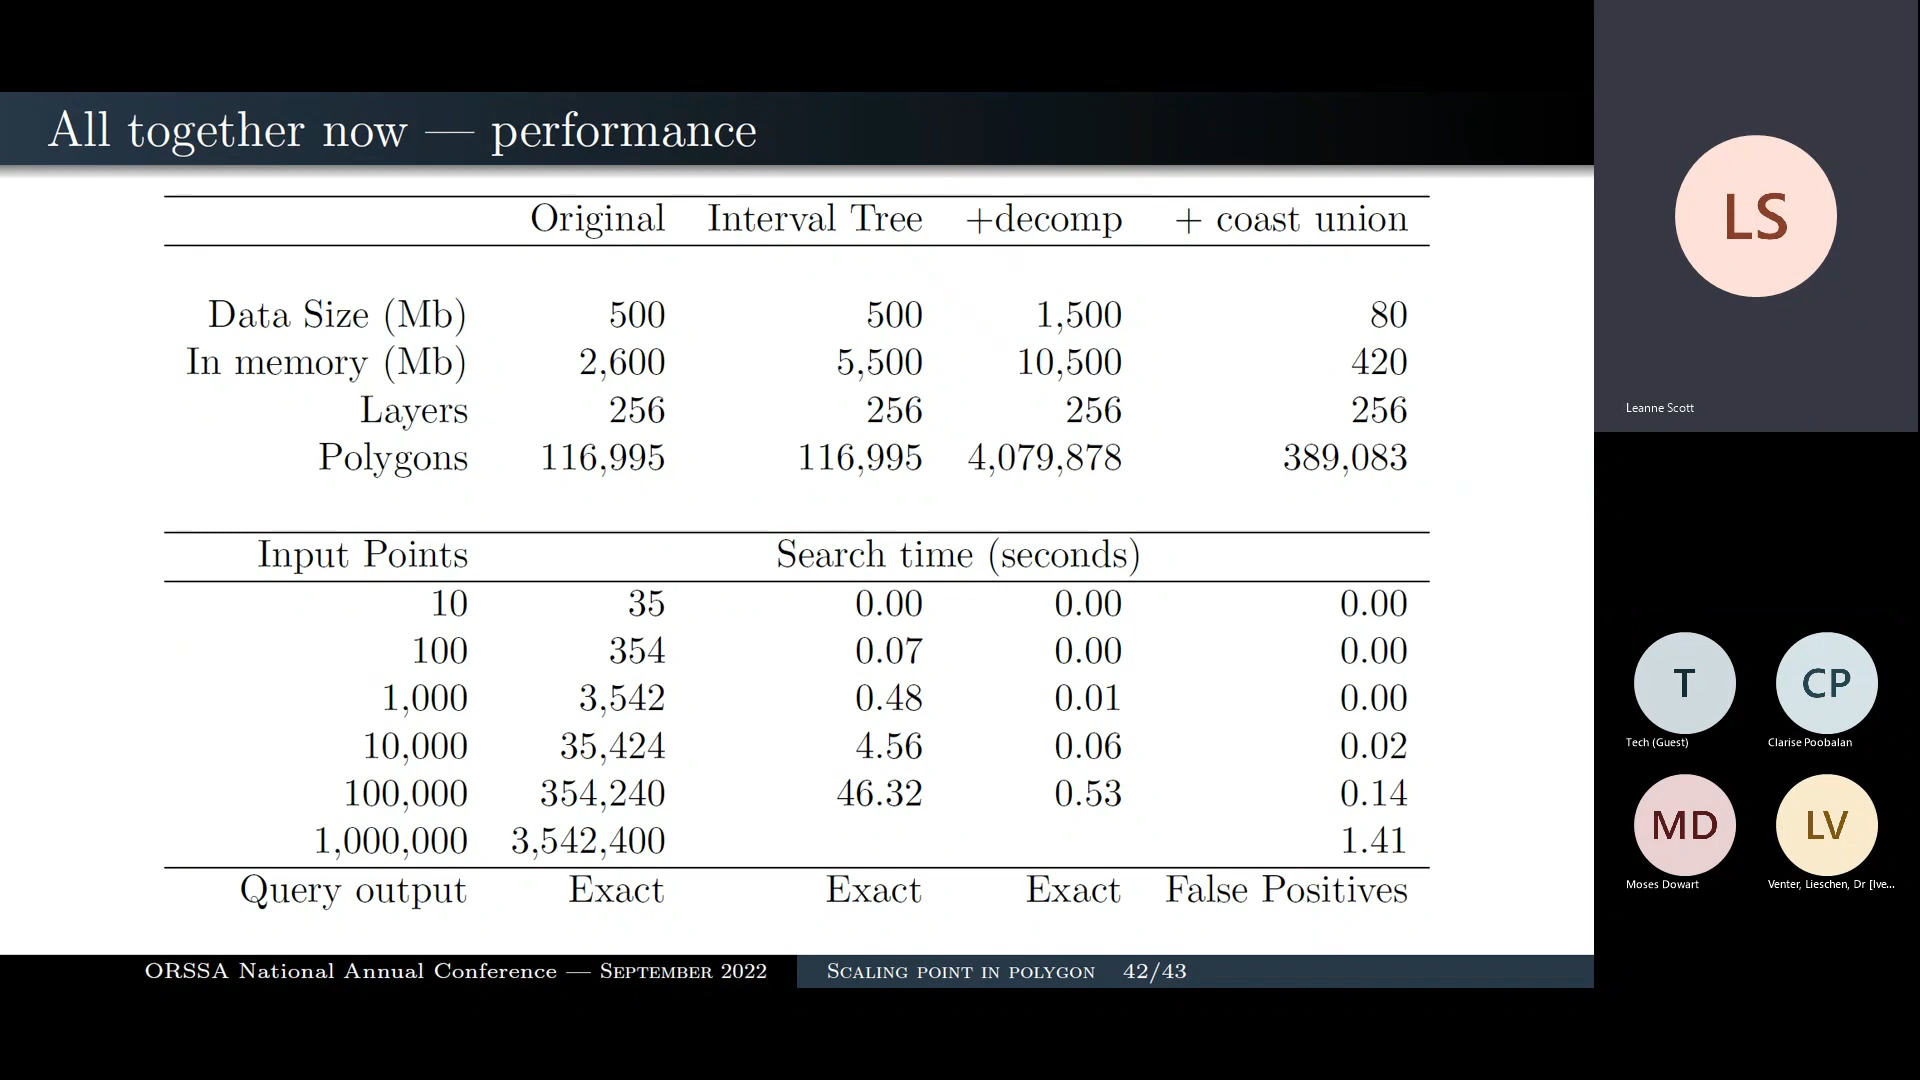 All together now — performance
Original Interval Tree +decomp + coast union
Data Size (Mb) 500 500 1,500 80
In memory (Mb) 2,600 5,500 10,500 420
Layers 256 256 256 256
Polygons 116,995 116,995 4,079,878 389,083
Input Points Search time (seconds)
10 35 0.00 0.00 0.00
100 354 0.07 0.00 0.00
1,000 3,542 0.48 0.01 0.00
10,000 35,424 4.56 0.06 0.02
100,000 354,240 46.32 0.53 0.14
1,000,000 3,542,400 1.41
Query output Exact Exact Exact False Positives
ORSSA National Annual Conference — September 2022 Scaling point in polygon 42/43
LS
Leanne Scott
T CP
Tech (Guest) Clarise Poobalan
MD LV
Moses Dowart Venter, Lieschen, Dr [lve...